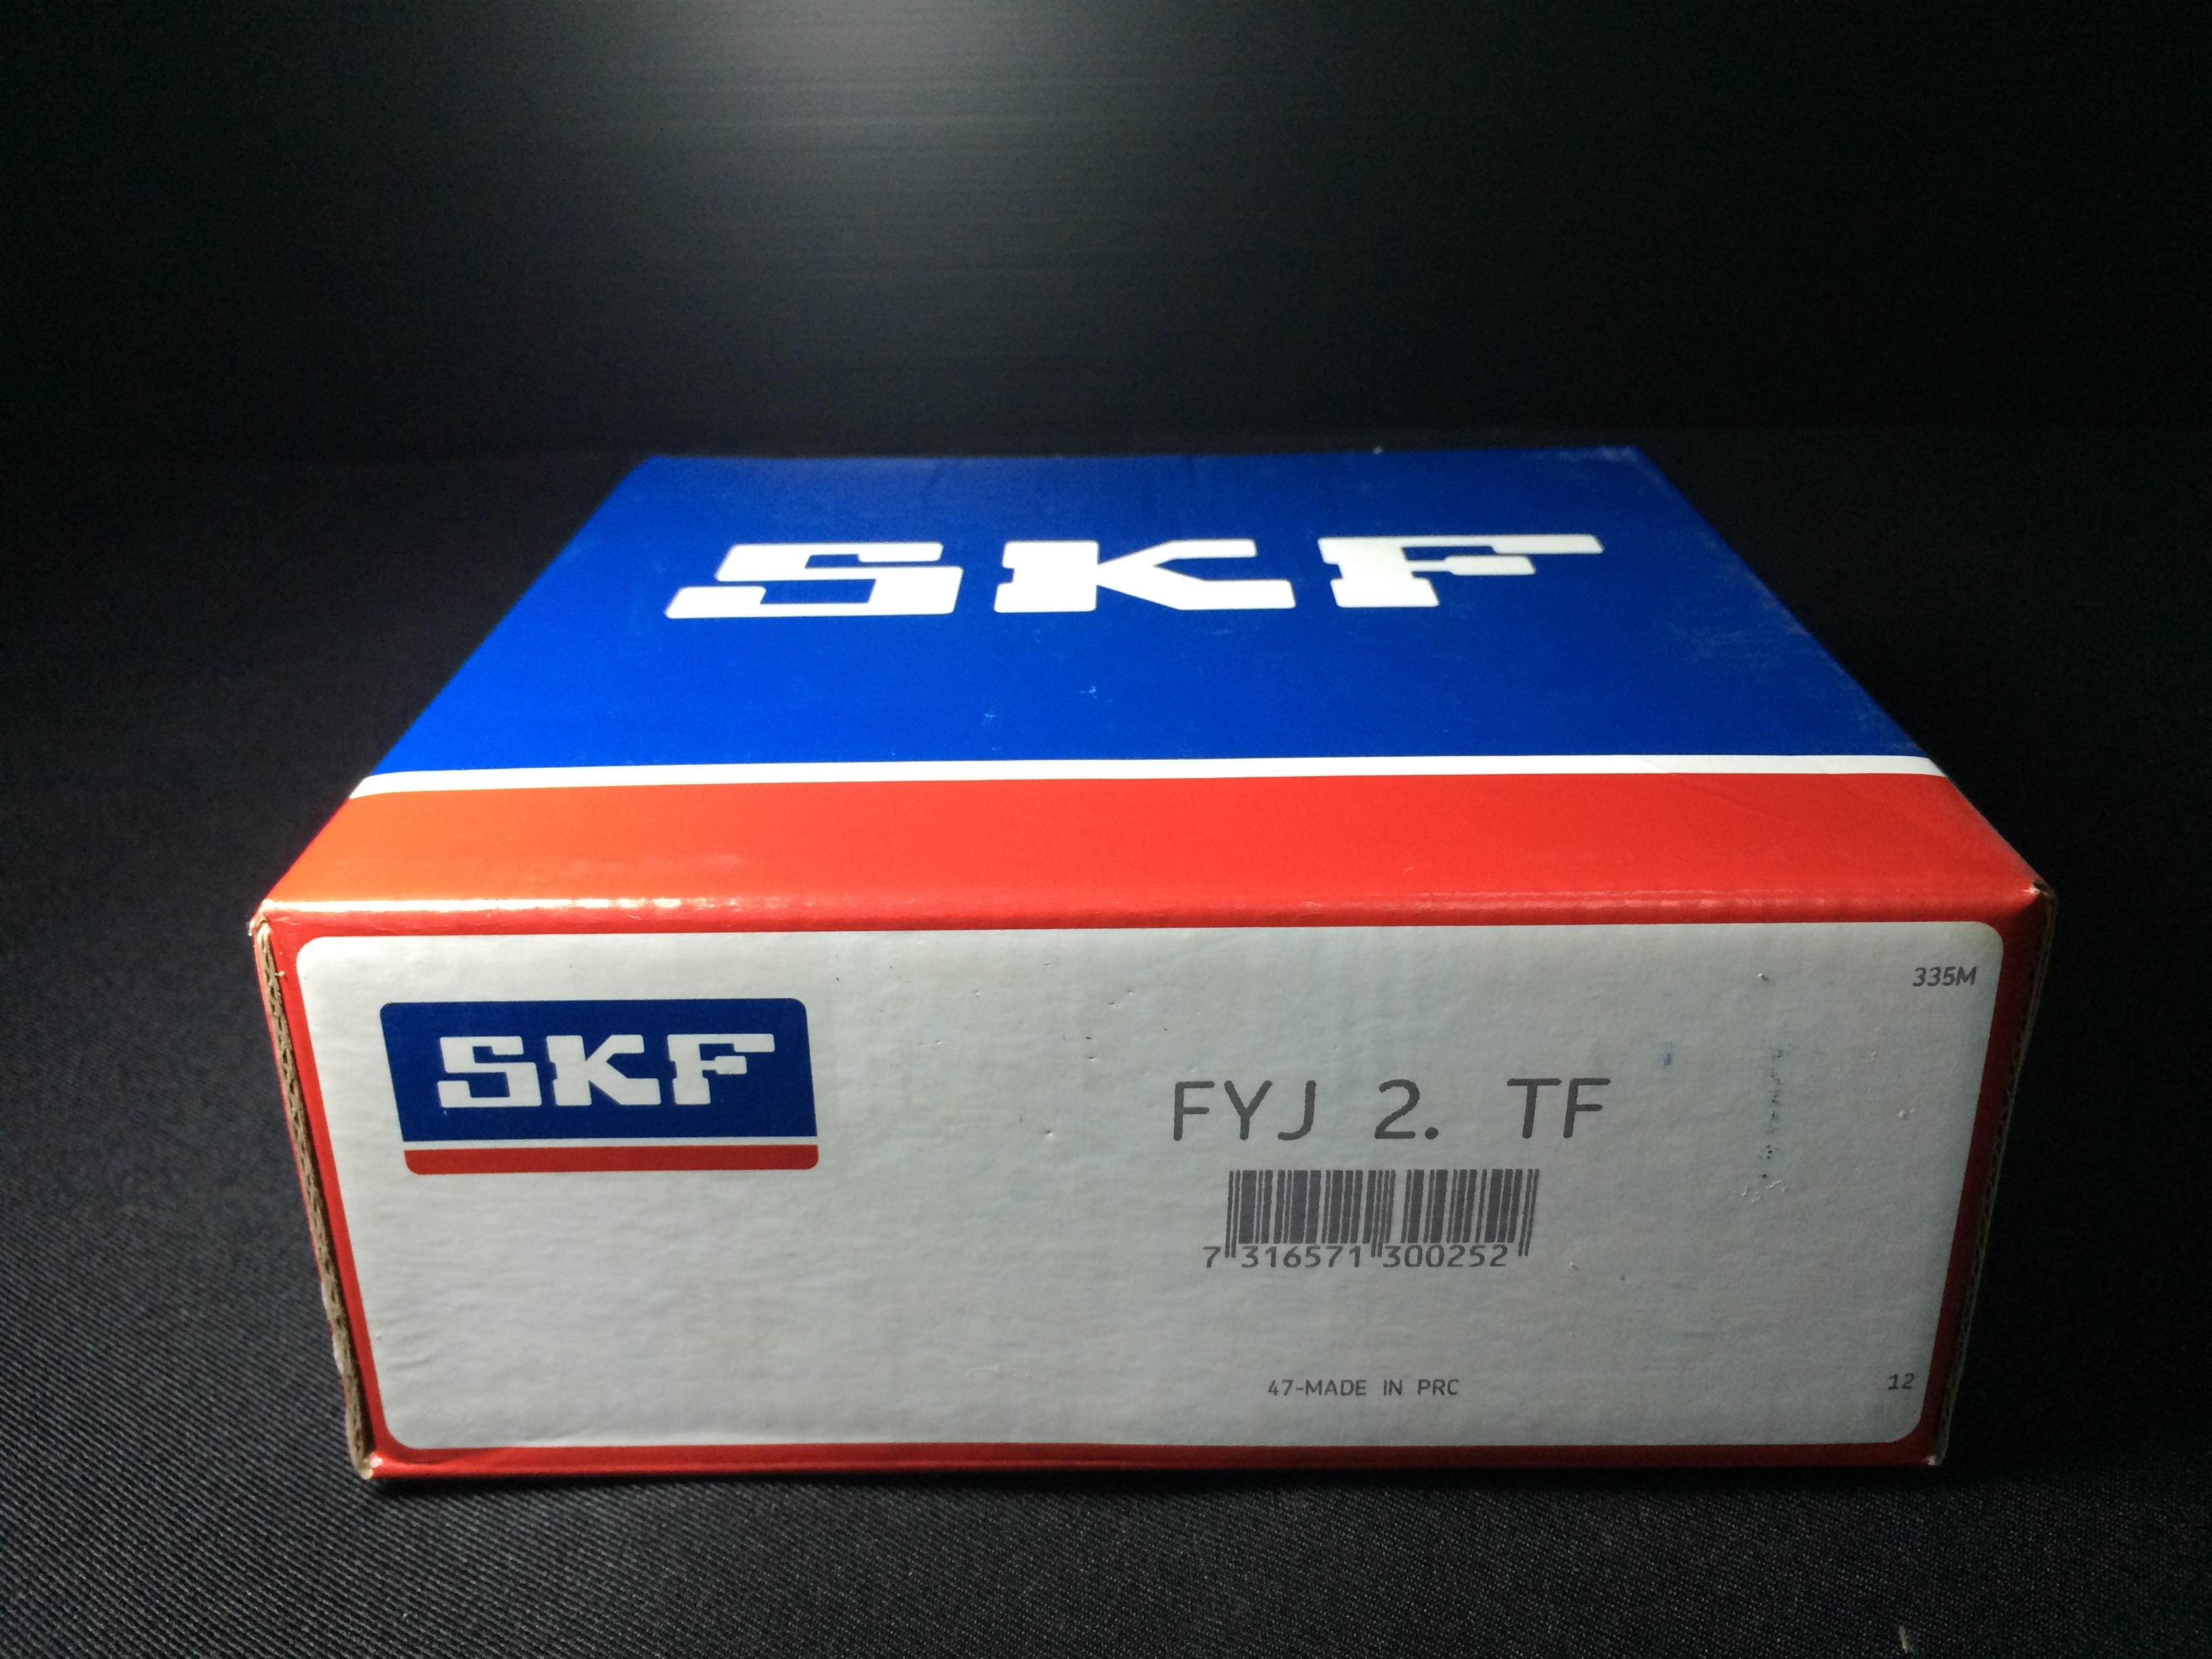 SKF
335M
SKF
FYJ 2. TF
7 316571 300252
47-MADE IN PRC
12